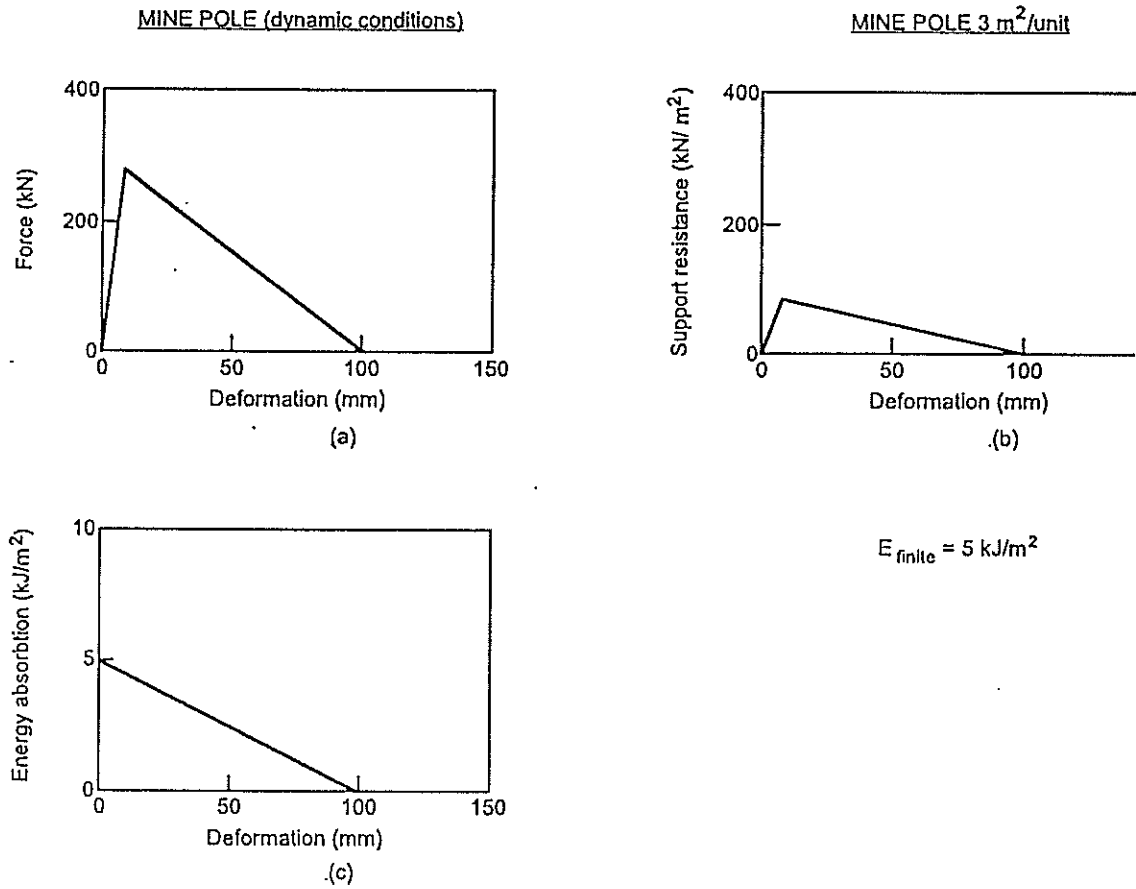 MINE POLE (dynamic conditions)
Force (kN)
400
200
0
0 50 100 150
Deformation (mm)
(a)
MINE POLE 3 m²/unit
Support resistance (kN/ m²)
400
200
0
0 50 100
Deformation (mm)
.(b)
Energy absorbtion (kJ/m²)
10
5
0
0 50 100 150
Deformation (mm)
.(c)
E finite = 5 kJ/m²